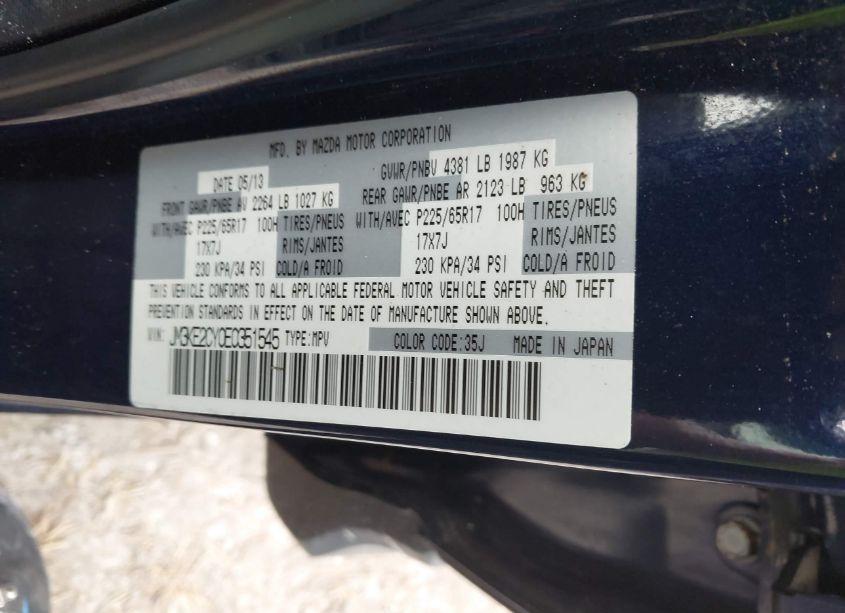 MFD. BY MAZDA MOTOR CORPORATION
DATE 05/13 GVWR/PNBV 4381 LB 1987 KG
FRONT GAWR/PNBE AV 2264 LB 1027 KG REAR GAWR/PNBE AR 2123 LB 963 KG
WITH/AVEC P225/65R17 100H TIRES/PNEUS WITH/AVEC P225/65R17 100H TIRES/PNEUS
17X7J RIMS/JANTES 17X7J RIMS/JANTES
230 KPA/34 PSI COLD/A FROID 230 KPA/34 PSI COLD/A FROID
THIS VEHICLE CONFORMS TO ALL APPLICABLE FEDERAL MOTOR VEHICLE SAFETY AND THEFT
PREVENTION STANDARDS IN EFFECT ON THE DATE OF MANUFACTURE SHOWN ABOVE.
VIN: JM3KE2CY0E0351545 TYPE:MPV COLOR CODE:35J MADE IN JAPAN